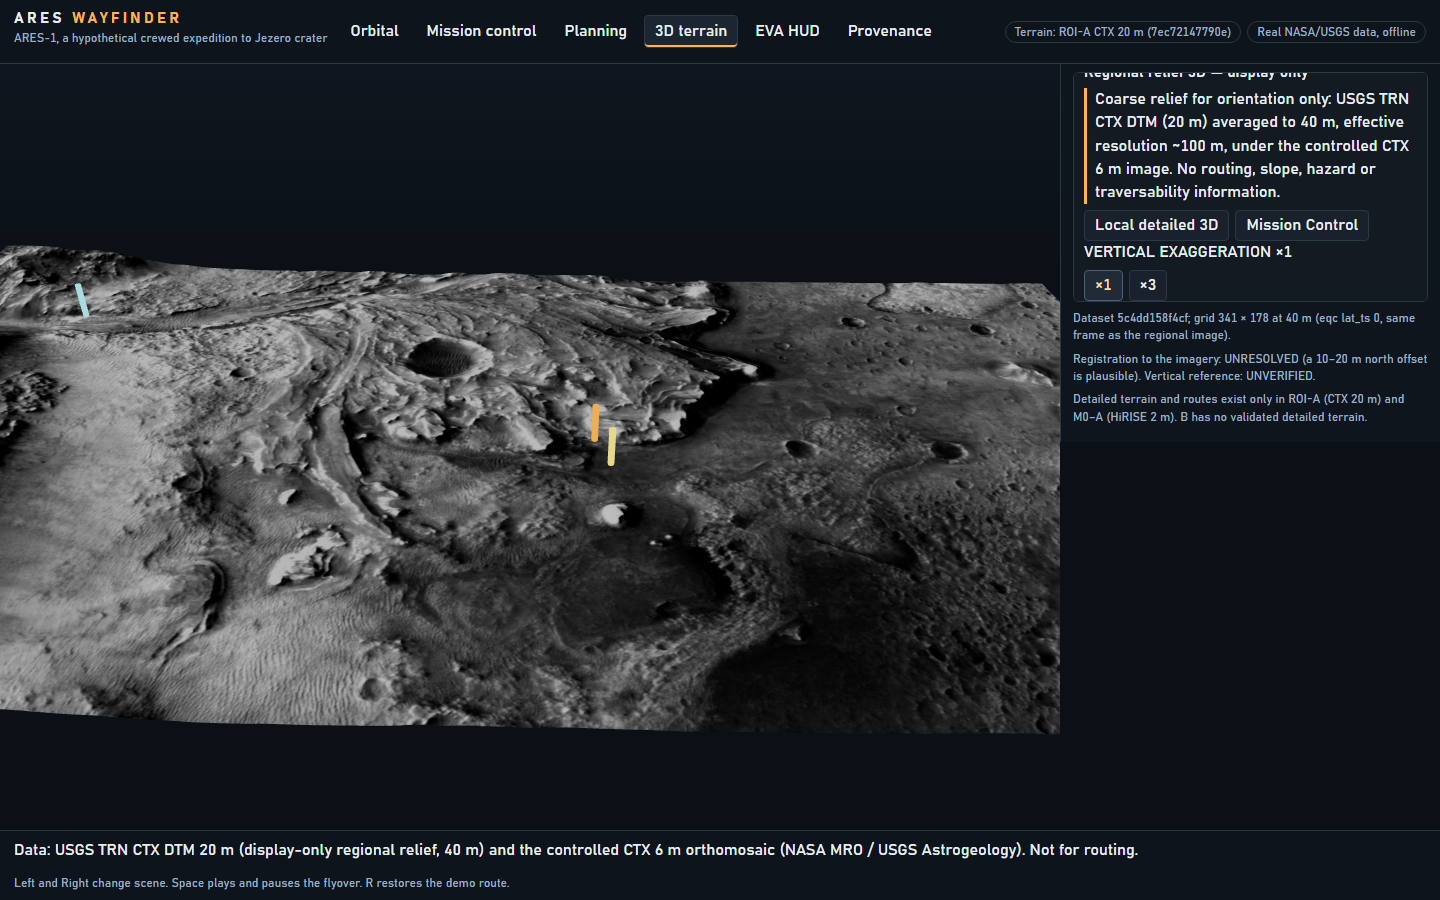 ARES WAYFINDER
ARES-1, a hypothetical crewed expedition to Jezero crater
Orbital
Mission control
Planning
3D terrain
EVA HUD
Provenance
Terrain: ROI-A CTX 20 m (7ec72147790e)
Real NASA/USGS data, offline
Regional relief 3D — display only
Coarse relief for orientation only: USGS TRN
CTX DTM (20 m) averaged to 40 m, effective
resolution ~100 m, under the controlled CTX
6 m image. No routing, slope, hazard or
traversability information.
Local detailed 3D
Mission Control
VERTICAL EXAGGERATION ×1
×1
×3
Dataset 5c4dd158f4cf; grid 341 × 178 at 40 m (eqc lat_ts 0, same
frame as the regional image).
Registration to the imagery: UNRESOLVED (a 10–20 m north offset
is plausible). Vertical reference: UNVERIFIED.
Detailed terrain and routes exist only in ROI-A (CTX 20 m) and
M0-A (HiRISE 2 m). B has no validated detailed terrain.
Data: USGS TRN CTX DTM 20 m (display-only regional relief, 40 m) and the controlled CTX 6 m orthomosaic (NASA MRO / USGS Astrogeology). Not for routing.
Left and Right change scene. Space plays and pauses the flyover. R restores the demo route.